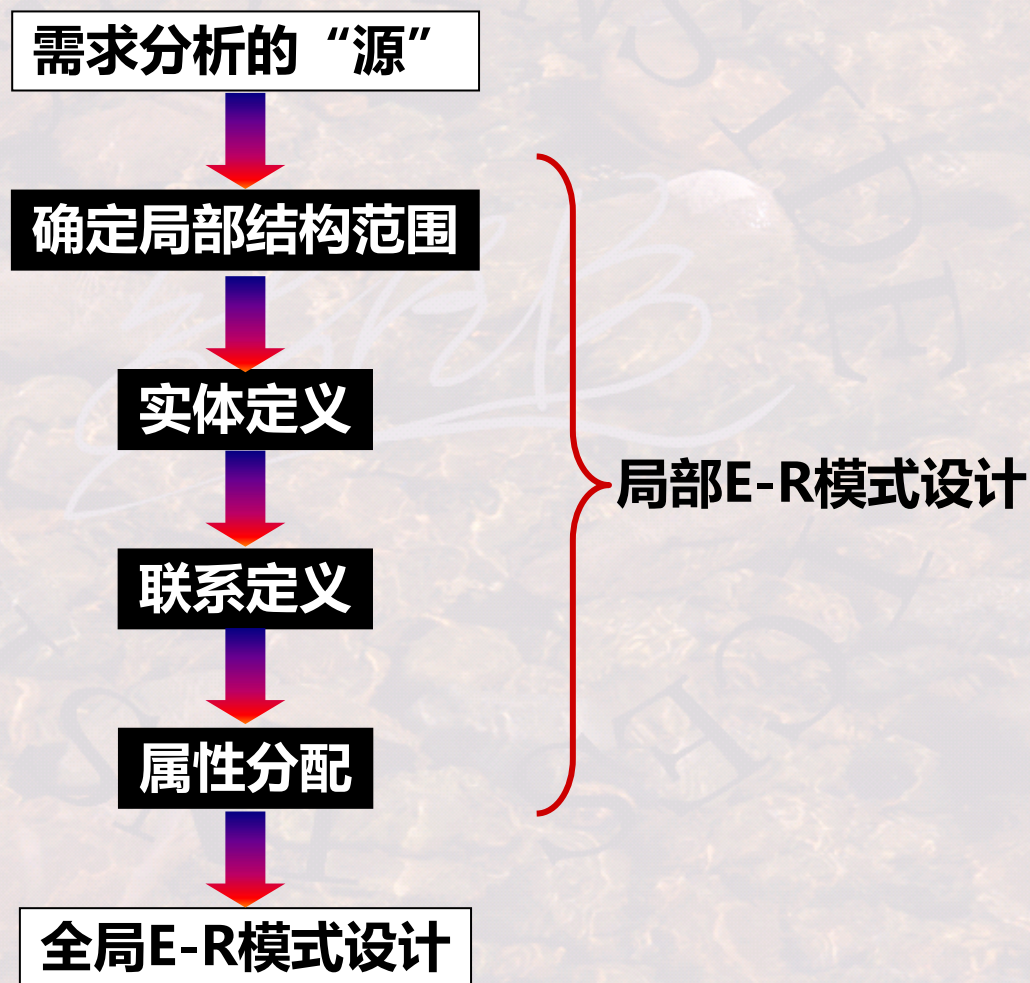 需求分析的“源”
确定局部结构范围
实体定义
联系定义
属性分配
局部E-R模式设计
全局E-R模式设计